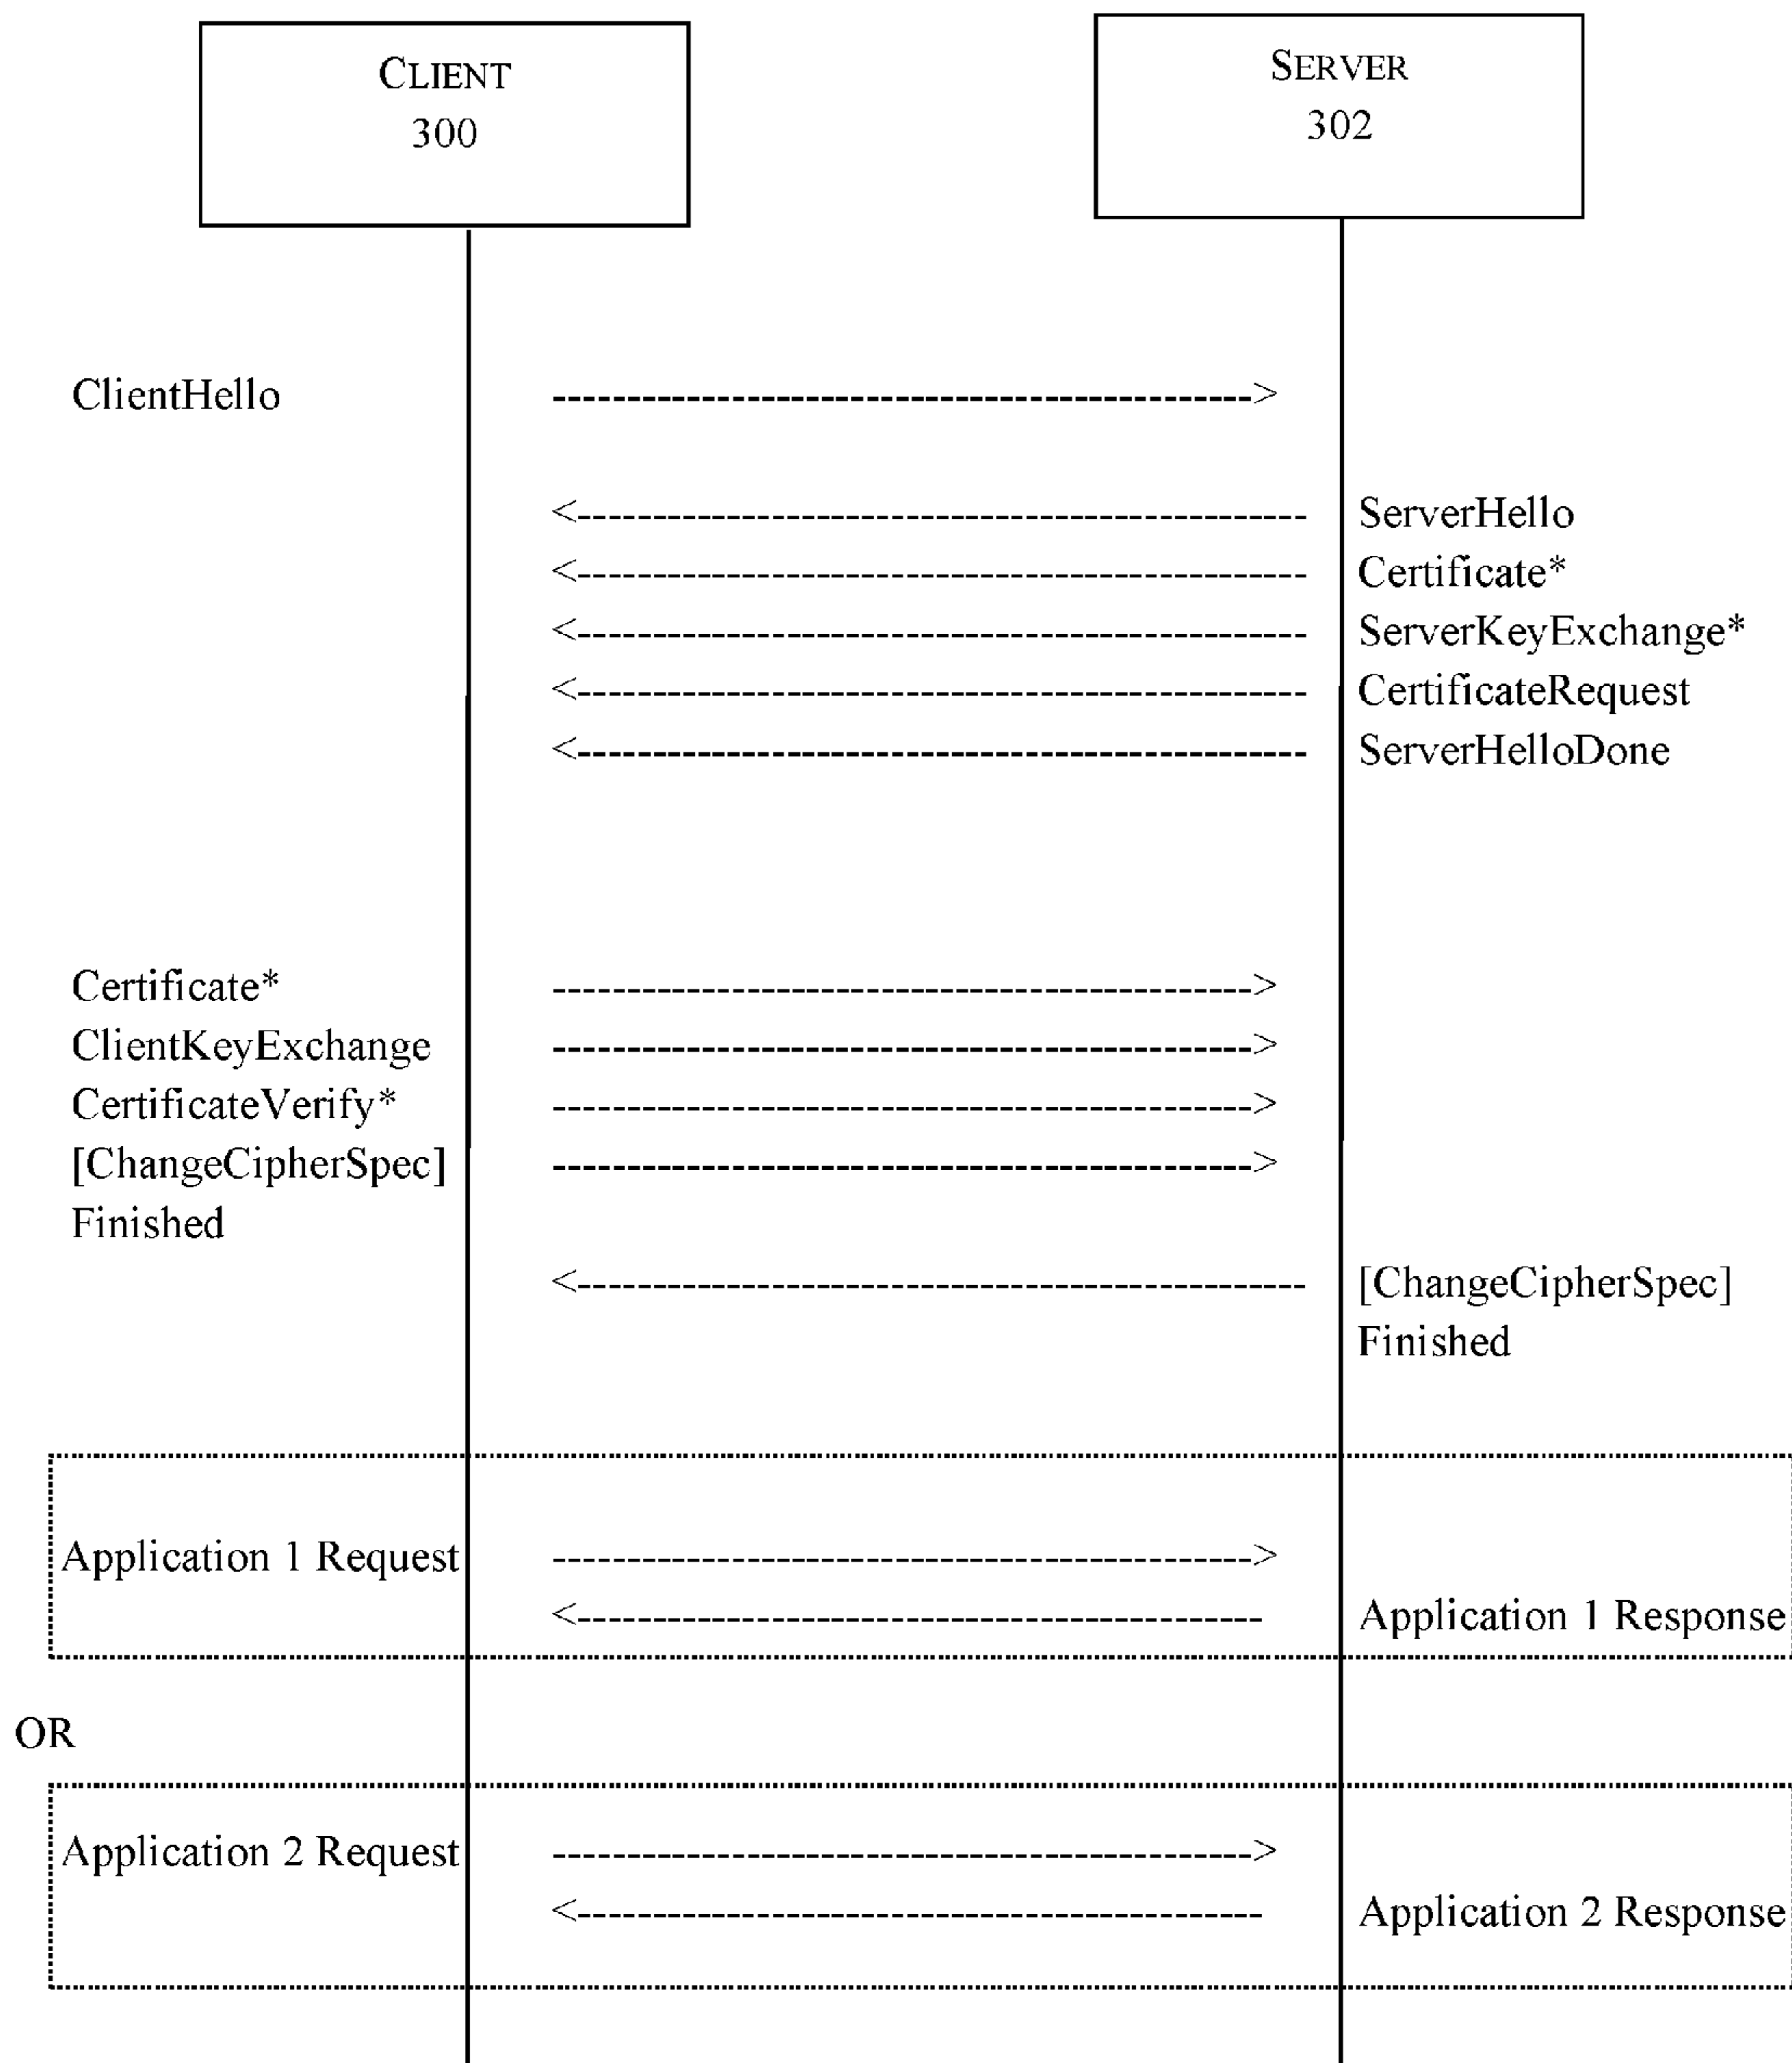 CLIENT
300
SERVER
302
ClientHello
ServerHello
Certificate*
ServerKeyExchange*
CertificateRequest
ServerHelloDone
Certificate*
ClientKeyExchange
CertificateVerify*
[ChangeCipherSpec]
Finished
[ChangeCipherSpec]
Finished
Application 1 Request
Application 1 Response
OR
Application 2 Request
Application 2 Response